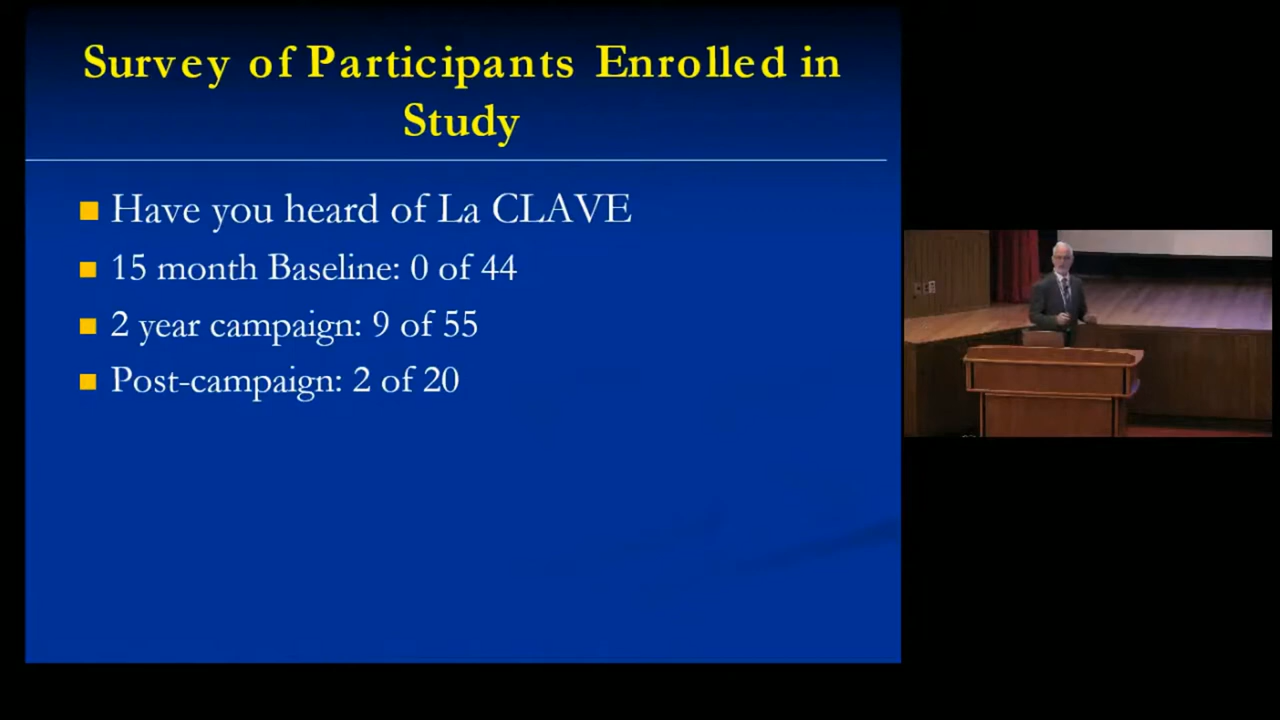 Survey of Participants Enrolled in
Study
Have you heard of La CLAVE
15 month Baseline: 0 of 44
2 year campaign: 9 of 55
Post-campaign: 2 of 20